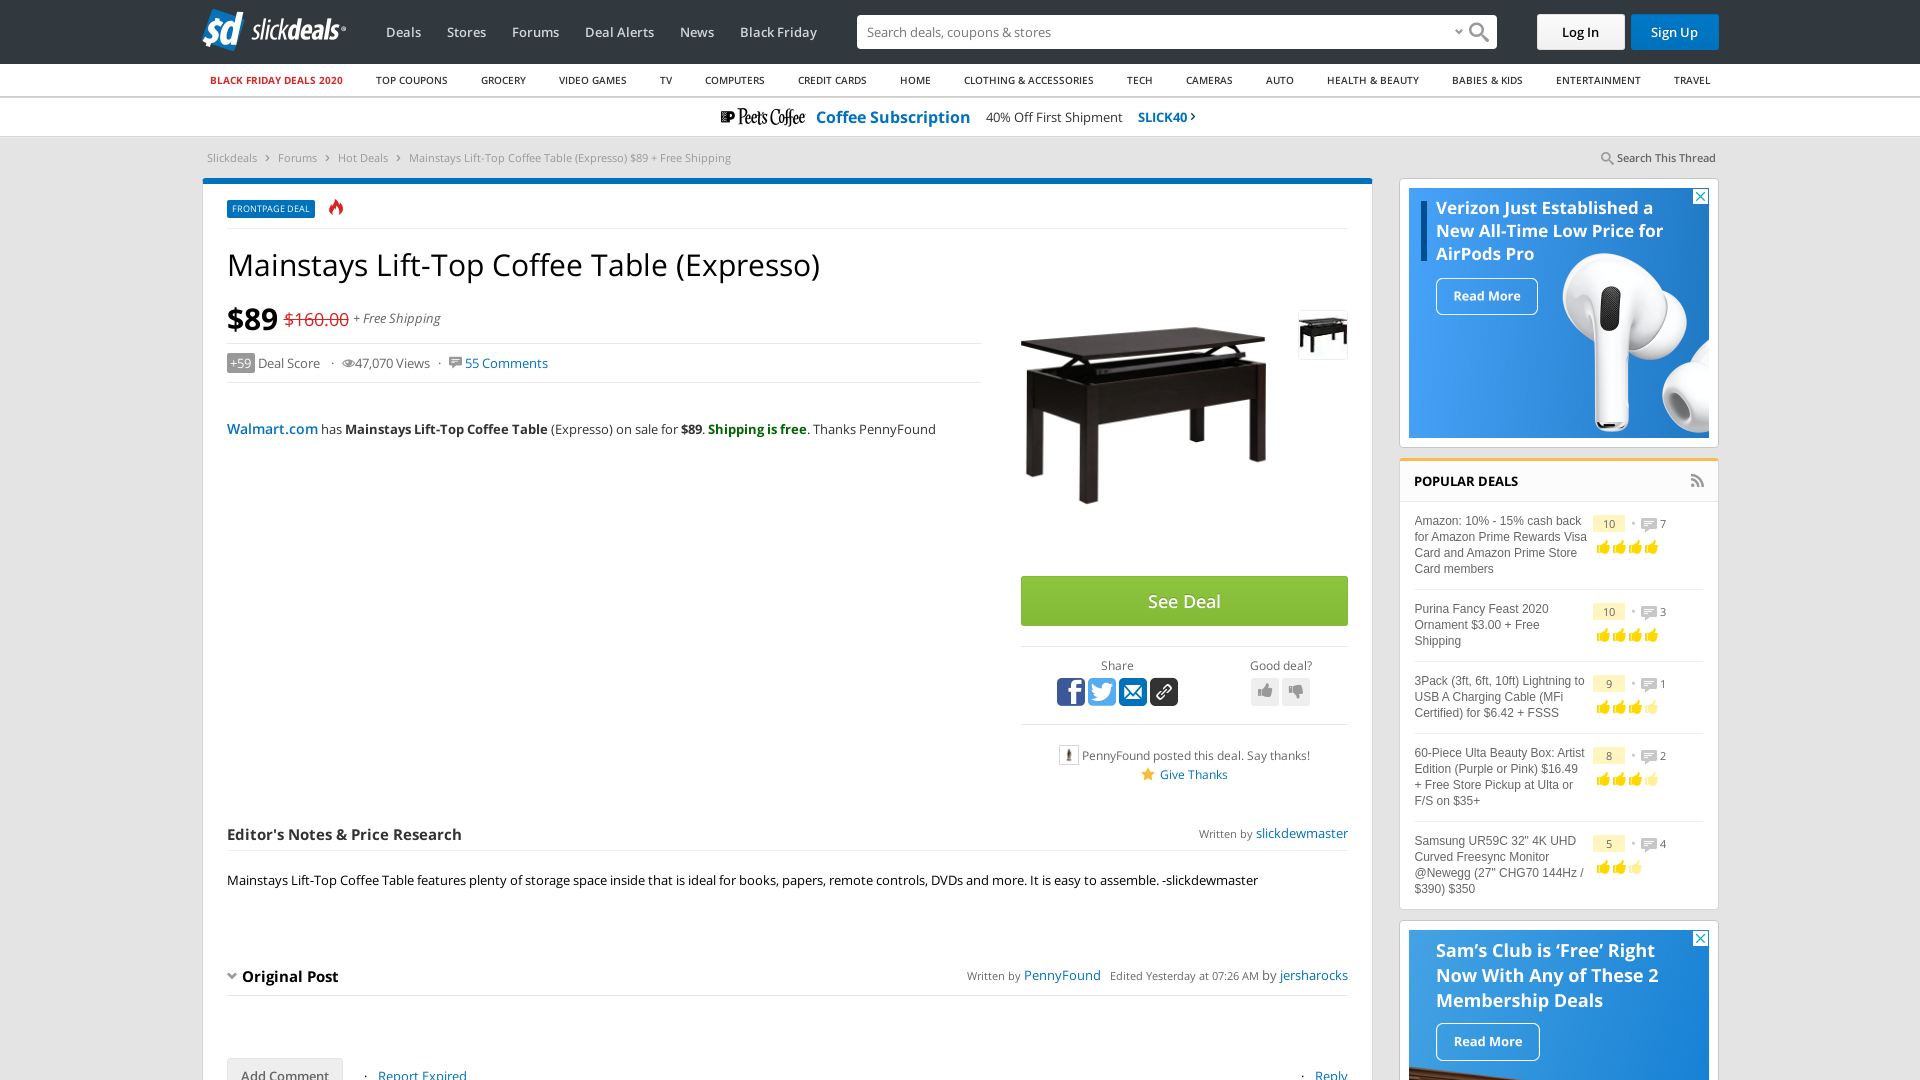 slickdeals
Deals
Stores
Forums
Deal Alerts
News
Black Friday
Search deals, coupons & stores
Log In
Sign Up
BLACK FRIDAY DEALS 2020
TOP COUPONS
GROCERY
VIDEO GAMES
TV
COMPUTERS
CREDIT CARDS
HOME
CLOTHING & ACCESSORIES
TECH
CAMERAS
AUTO
HEALTH & BEAUTY
BABIES & KIDS
ENTERTAINMENT
TRAVEL
Peet's Coffee Coffee Subscription 40% Off First Shipment SLICK40
Slickdeals > Forums > Hot Deals > Mainstays Lift-Top Coffee Table (Expresso) $89 + Free Shipping
Search This Thread
FRONTPAGE DEAL
Mainstays Lift-Top Coffee Table (Expresso)
$89 $160.00 + Free Shipping
+59 Deal Score · 47,070 Views · 55 Comments
Walmart.com has Mainstays Lift-Top Coffee Table (Expresso) on sale for $89. Shipping is free. Thanks PennyFound
See Deal
Share
Good deal?
PennyFound posted this deal. Say thanks!
Give Thanks
Editor's Notes & Price Research
Written by slickdewmaster
Mainstays Lift-Top Coffee Table features plenty of storage space inside that is ideal for books, papers, remote controls, DVDs and more. It is easy to assemble. -slickdewmaster
Original Post
Written by PennyFound Edited Yesterday at 07:26 AM by jersharocks
Add Comment
· Report Expired
· Reply
Verizon Just Established a
New All-Time Low Price for
AirPods Pro
Read More
POPULAR DEALS
Amazon: 10% - 15% cash back
for Amazon Prime Rewards Visa
Card and Amazon Prime Store
Card members
10 • 7
Purina Fancy Feast 2020
Ornament $3.00 + Free
Shipping
10 • 3
3Pack (3ft, 6ft, 10ft) Lightning to
USB A Charging Cable (MFi
Certified) for $6.42 + FSSS
9 • 1
60-Piece Ulta Beauty Box: Artist
Edition (Purple or Pink) $16.49
+ Free Store Pickup at Ulta or
F/S on $35+
8 • 2
Samsung UR59C 32" 4K UHD
Curved Freesync Monitor
@Newegg (27" CHG70 144Hz /
$390) $350
5 • 4
Sam's Club is ‘Free’ Right
Now With Any of These 2
Membership Deals
Read More